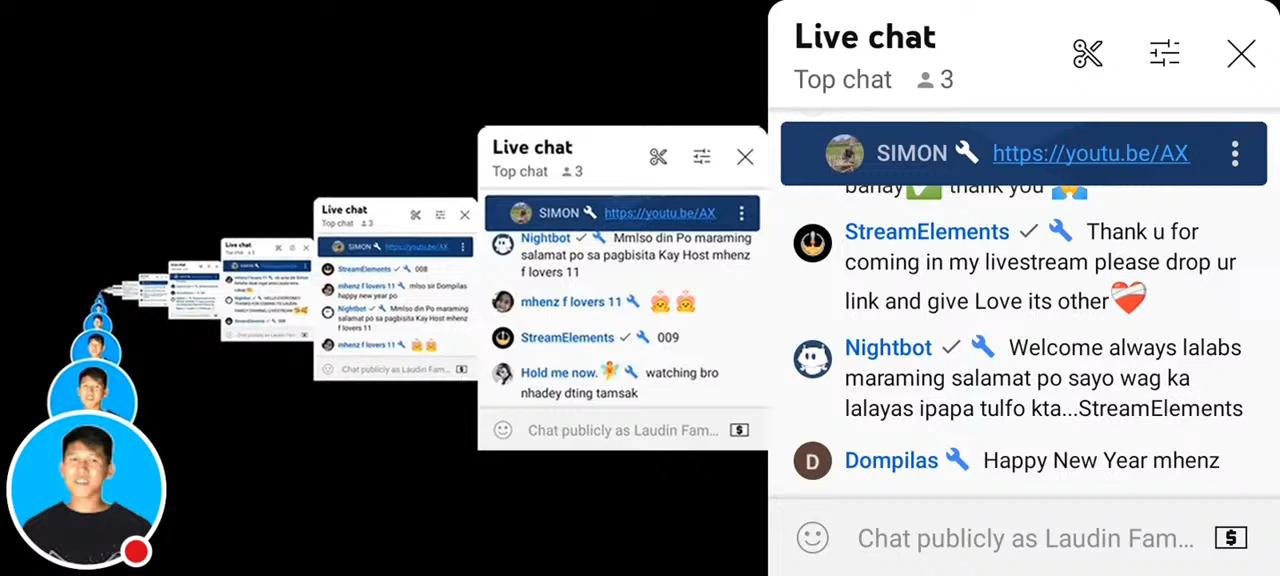 Live chat
Top chat 3
SIMON https://youtu.be/AX
bahay✅ thank you 🙏
StreamElements Thank u for
coming in my livestream please drop ur
link and give Love its other❤️‍🩹
Nightbot Welcome always lalabs
maraming salamat po sayo wag ka
lalayas ipapa tulfo kta...StreamElements
D Dompilas Happy New Year mhenz
Chat publicly as Laudin Fam...
Live chat
Top chat 3
SIMON https://youtu.be/AX
Nightbot Mmlso din Po maraming
salamat po sa pagbisita Kay Host mhenz
f lovers 11
mhenz f lovers 11
StreamElements 009
Hold me now. watching bro
nhadey dting tamsak
Chat publicly as Laudin Fam...
Live chat
Top chat 3
SIMON https://youtu.be/AX
StreamElements 008
mhenz f lovers 11 mlso sir Dompilas
happy new year po
Nightbot Mmlso din Po maraming
salamat po sa pagbisita Kay Host mhenz
f lovers 11
mhenz f lovers 11
Chat publicly as Laudin Fam...
Live chat
Top chat 3